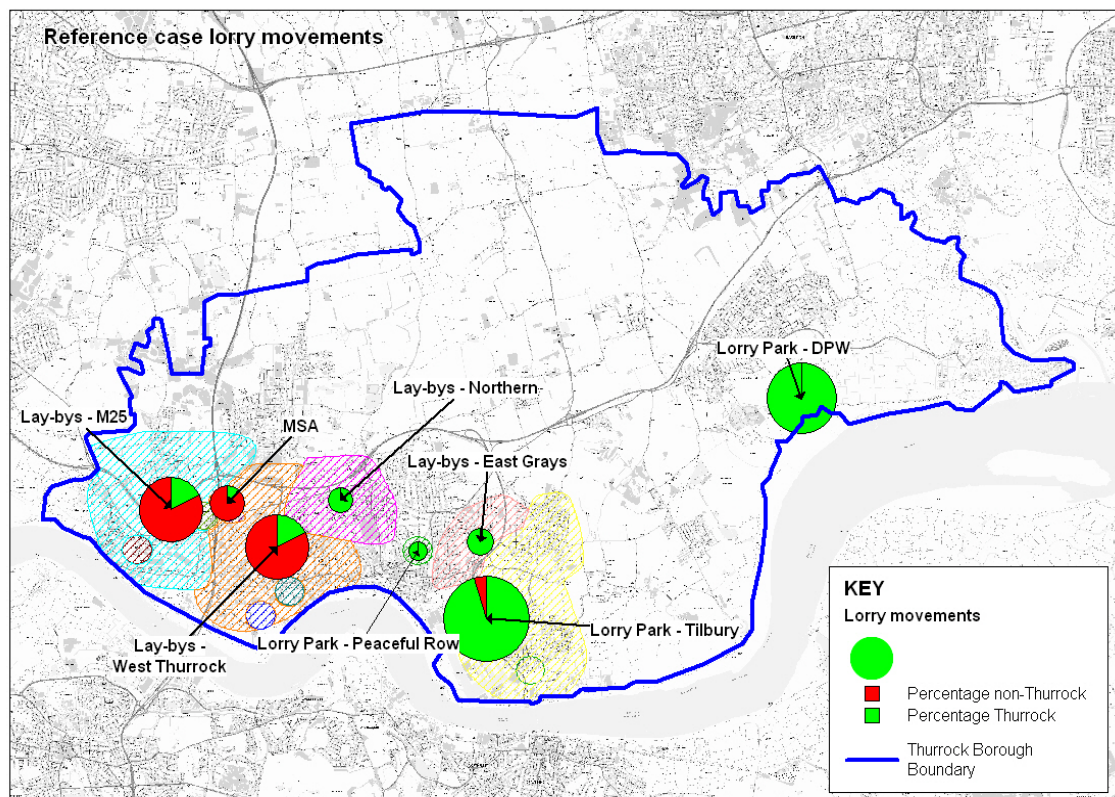 Reference case lorry movements
Lorry Park - DPW
Lay-bys - Northern
Lay-bys - M25
MSA
Lay-bys - East Grays
Lay-bys -
West Thurrock
Lorry Park - Peaceful Row
Lorry Park - Tilbury
KEY
Lorry movements
Percentage non-Thurrock
Percentage Thurrock
Thurrock Borough
Boundary